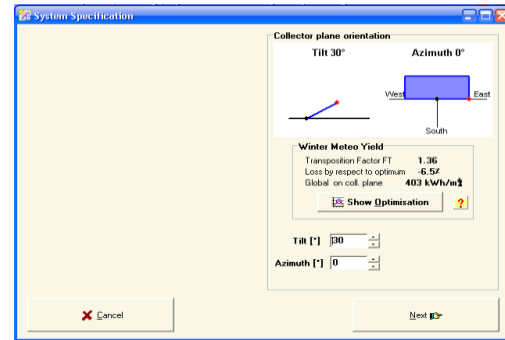 System Specification
Collector plane orientation
Tilt 30° Azimuth 0°
West East
South
Winter Meteo Yield
Transposition Factor FT 1.36
Loss by respect to optimum -6.5%
Global on coll. plane 403 kWh/m²
Show Optimisation ?
Tilt [°] 30
Azimuth [°] 0
Cancel Next